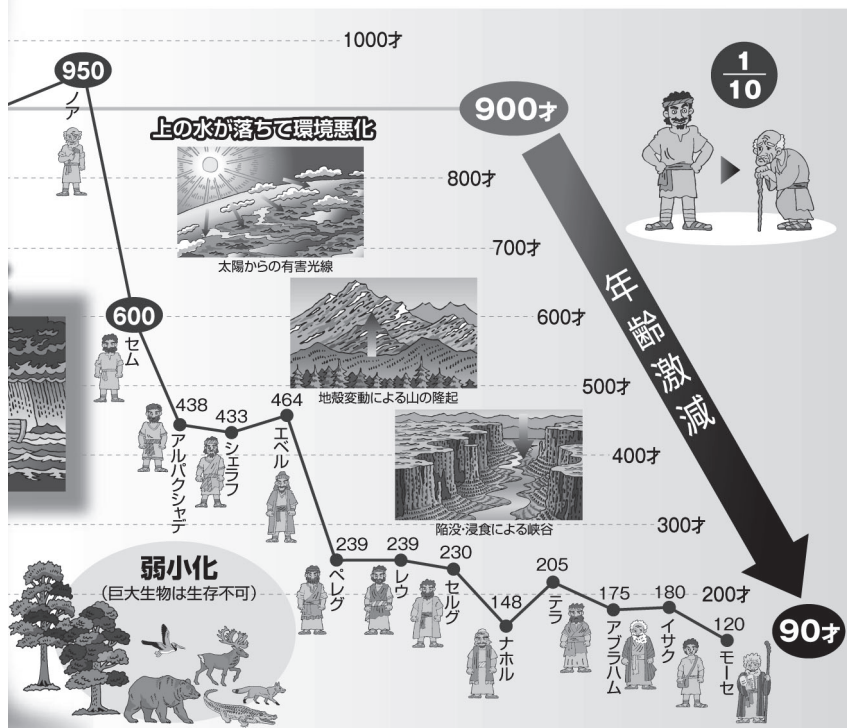 1000才
950
ノア
900才
1
10
上の水が落ちて環境悪化
800才
太陽からの有害光線
700才
600才
600
セム
年齢激減
地殻変動による山の隆起
500才
438
アルパクシャデ
433
シェラフ
464
エベル
400才
陥没・浸食による峡谷
300才
弱小化
(巨大生物は生存不可)
239
ペレグ
239
レウ
230
セルグ
148
ナホル
205
テラ
175
アブラハム
180
イサク
200才
120
モーセ
90才